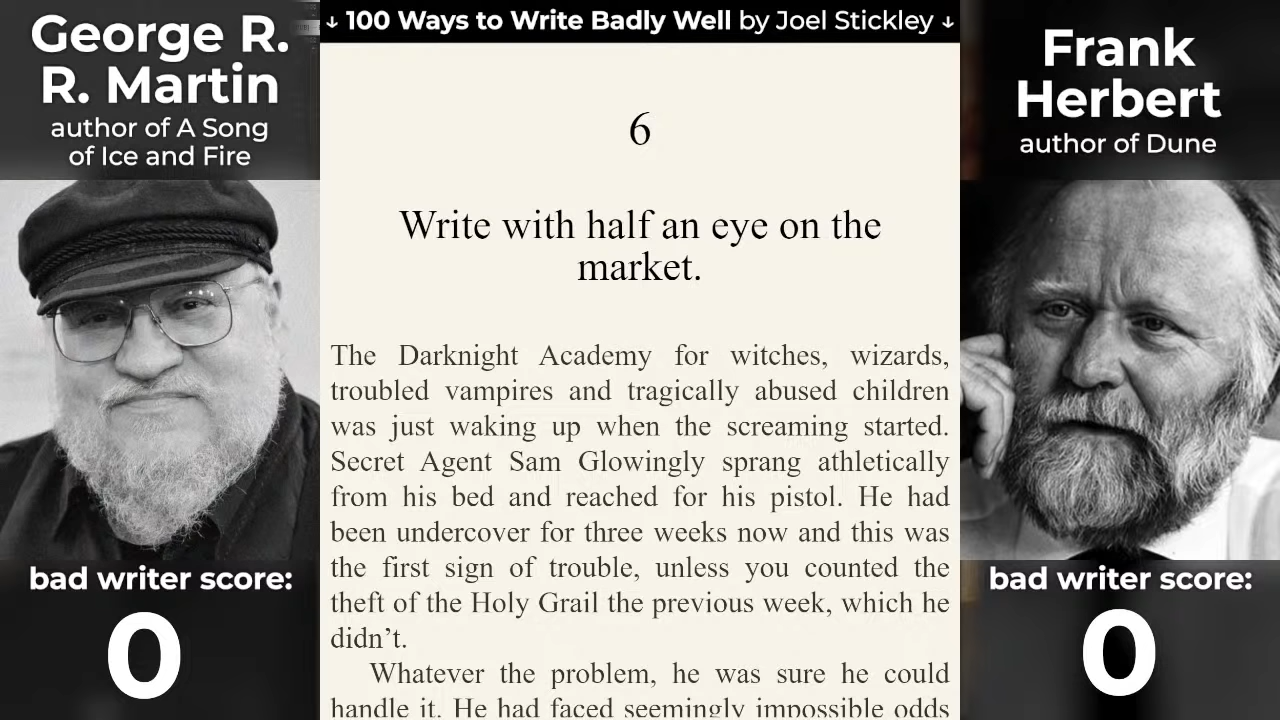 George R.
R. Martin
author of A Song
of Ice and Fire
bad writer score:
0
↓ 100 Ways to Write Badly Well by Joel Stickley ↓
6
Write with half an eye on the
market.
The Darknight Academy for witches, wizards,
troubled vampires and tragically abused children
was just waking up when the screaming started.
Secret Agent Sam Glowingly sprang athletically
from his bed and reached for his pistol. He had
been undercover for three weeks now and this was
the first sign of trouble, unless you counted the
theft of the Holy Grail the previous week, which he
didn’t.
Whatever the problem, he was sure he could
handle it. He had faced seemingly impossible odds
Frank
Herbert
author of Dune
bad writer score:
0